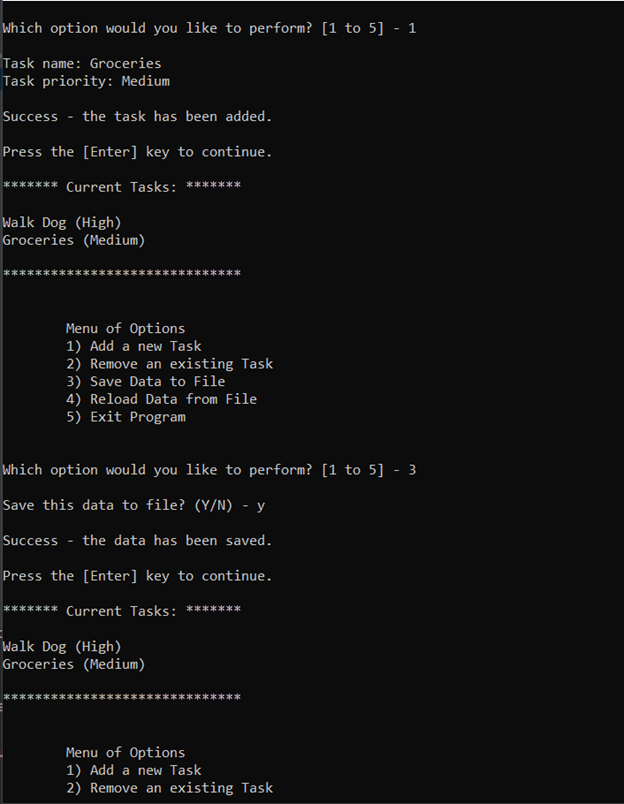 Which option would you like to perform? [1 to 5] - 1
Task name: Groceries
Task priority: Medium
Success - the task has been added.
Press the [Enter] key to continue.
******* Current Tasks: *******
Walk Dog (High)
Groceries (Medium)
******************************
Menu of Options
1) Add a new Task
2) Remove an existing Task
3) Save Data to File
4) Reload Data from File
5) Exit Program
Which option would you like to perform? [1 to 5] - 3
Save this data to file? (Y/N) - y
Success - the data has been saved.
Press the [Enter] key to continue.
******* Current Tasks: *******
Walk Dog (High)
Groceries (Medium)
******************************
Menu of Options
1) Add a new Task
2) Remove an existing Task